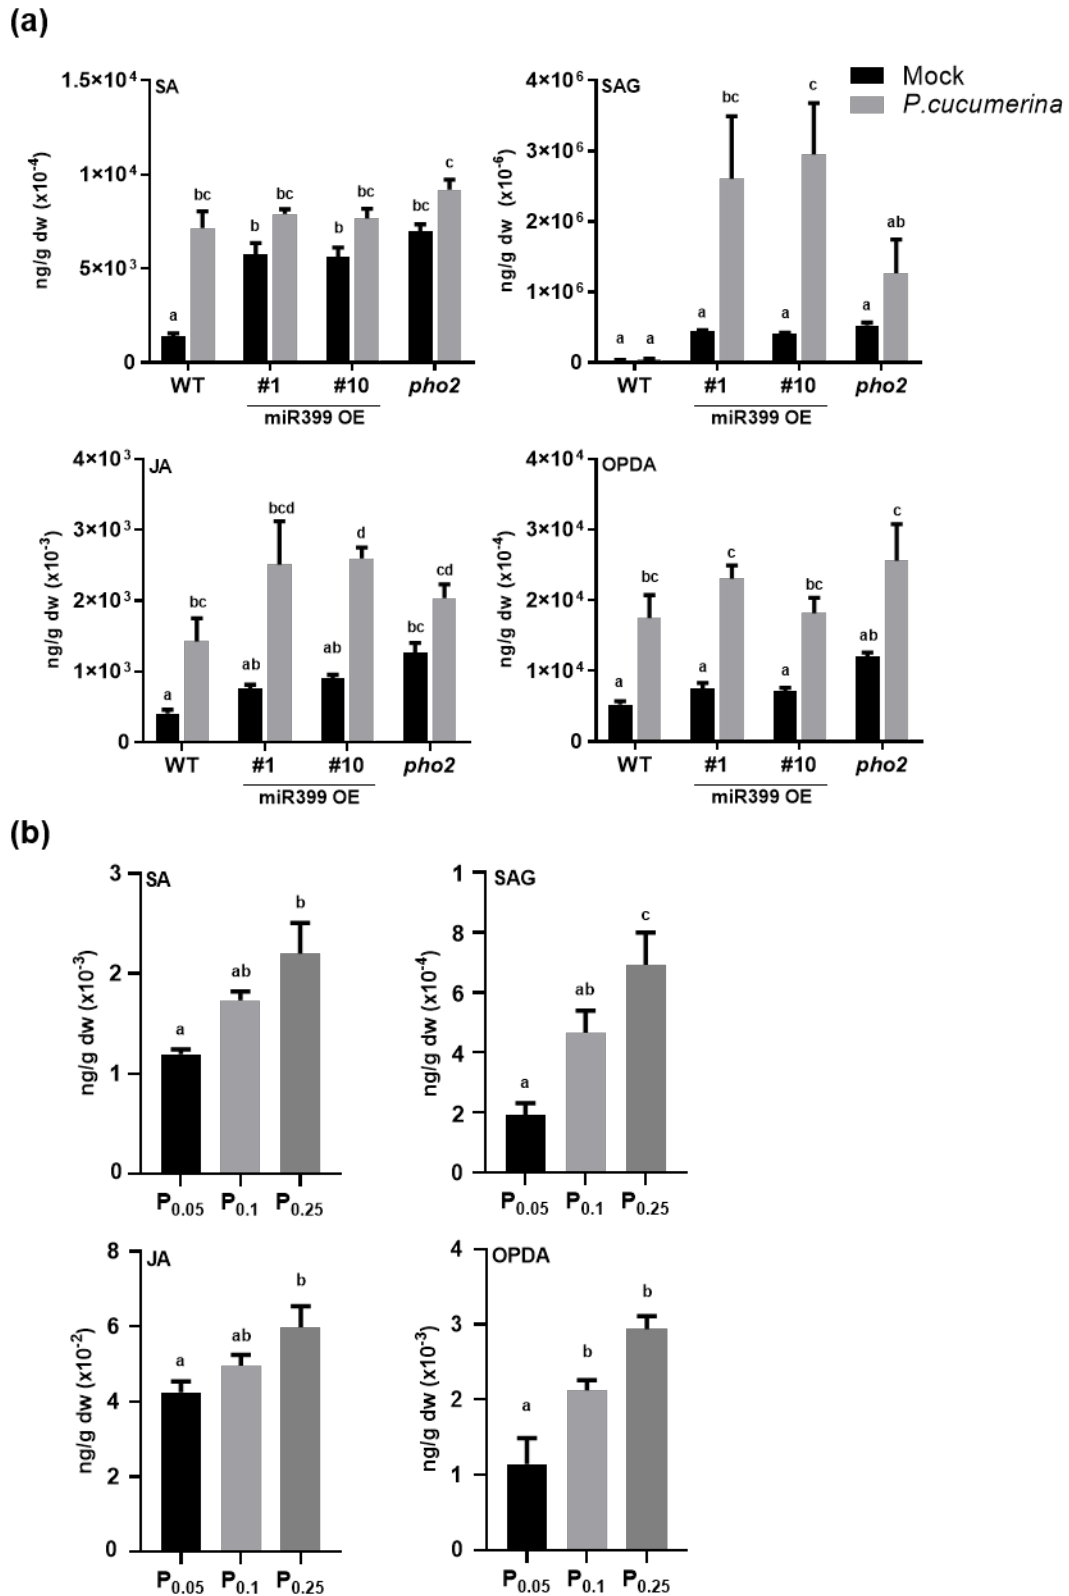 (a)
SA
ng/g dw (x10⁻⁴)
1.5×10⁴
1×10⁴
5×10³
0
a
bc
b
bc
b
bc
bc
c
WT
#1
#10
pho2
miR399 OE
SAG
ng/g dw (x10⁻⁶)
4×10⁶
3×10⁶
2×10⁶
1×10⁶
0
a
a
a
bc
a
c
a
ab
WT
#1
#10
pho2
miR399 OE
Mock
P.cucumerina
JA
ng/g dw (x10⁻³)
4×10³
3×10³
2×10³
1×10³
0
a
bc
ab
bcd
ab
d
bc
cd
WT
#1
#10
pho2
miR399 OE
OPDA
ng/g dw (x10⁻⁴)
4×10⁴
3×10⁴
2×10⁴
1×10⁴
0
a
bc
a
c
a
bc
ab
c
WT
#1
#10
pho2
miR399 OE
(b)
SA
ng/g dw (x10⁻³)
3
2
1
0
a
ab
b
P0.05
P0.1
P0.25
SAG
ng/g dw (x10⁻⁴)
1
8
6
4
2
0
a
ab
c
P0.05
P0.1
P0.25
JA
ng/g dw (x10⁻²)
8
6
4
2
0
a
ab
b
P0.05
P0.1
P0.25
OPDA
ng/g dw (x10⁻³)
4
3
2
1
0
a
b
b
P0.05
P0.1
P0.25